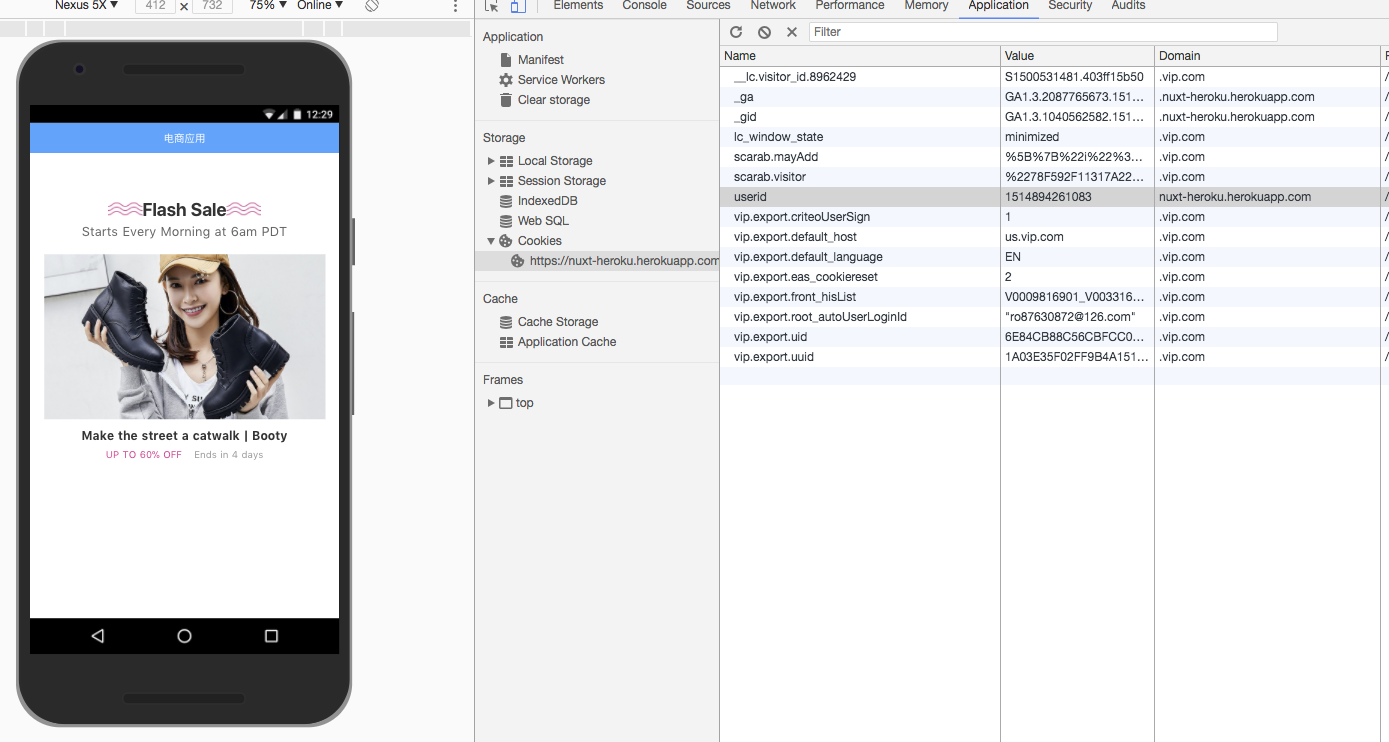 Nexus 5X ▼ 412 × 732 75% ▼ Online ▼
Elements Console Sources Network Performance Memory Application Security Audits
12:29
电商应用
Flash Sale
Starts Every Morning at 6am PDT
Make the street a catwalk | Booty
UP TO 60% OFF Ends in 4 days
Application
Manifest
Service Workers
Clear storage
Storage
Local Storage
Session Storage
IndexedDB
Web SQL
Cookies
https://nuxt-heroku.herokuapp.com
Cache
Cache Storage
Application Cache
Frames
top
Filter
Name Value Domain
__lc.visitor_id.8962429 S1500531481.403ff15b50 .vip.com /
_ga GA1.3.2087765673.151... .nuxt-heroku.herokuapp.com /
_gid GA1.3.1040562582.151... .nuxt-heroku.herokuapp.com /
lc_window_state minimized .vip.com /
scarab.mayAdd %5B%7B%22i%22%3... .vip.com /
scarab.visitor %2278F592F11317A22... .vip.com /
userid 1514894261083 nuxt-heroku.herokuapp.com /
vip.export.criteoUserSign 1 .vip.com /
vip.export.default_host us.vip.com .vip.com /
vip.export.default_language EN .vip.com /
vip.export.eas_cookiereset 2 .vip.com /
vip.export.front_hisList V0009816901_V003316... .vip.com /
vip.export.root_autoUserLoginId "ro87630872@126.com" .vip.com /
vip.export.uid 6E84CB88C56CBFCC0... .vip.com /
vip.export.uuid 1A03E35F02FF9B4A151... .vip.com /